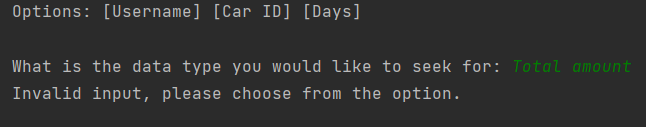 Options: [Username] [Car ID] [Days]
What is the data type you would like to seek for: Total amount
Invalid input, please choose from the option.